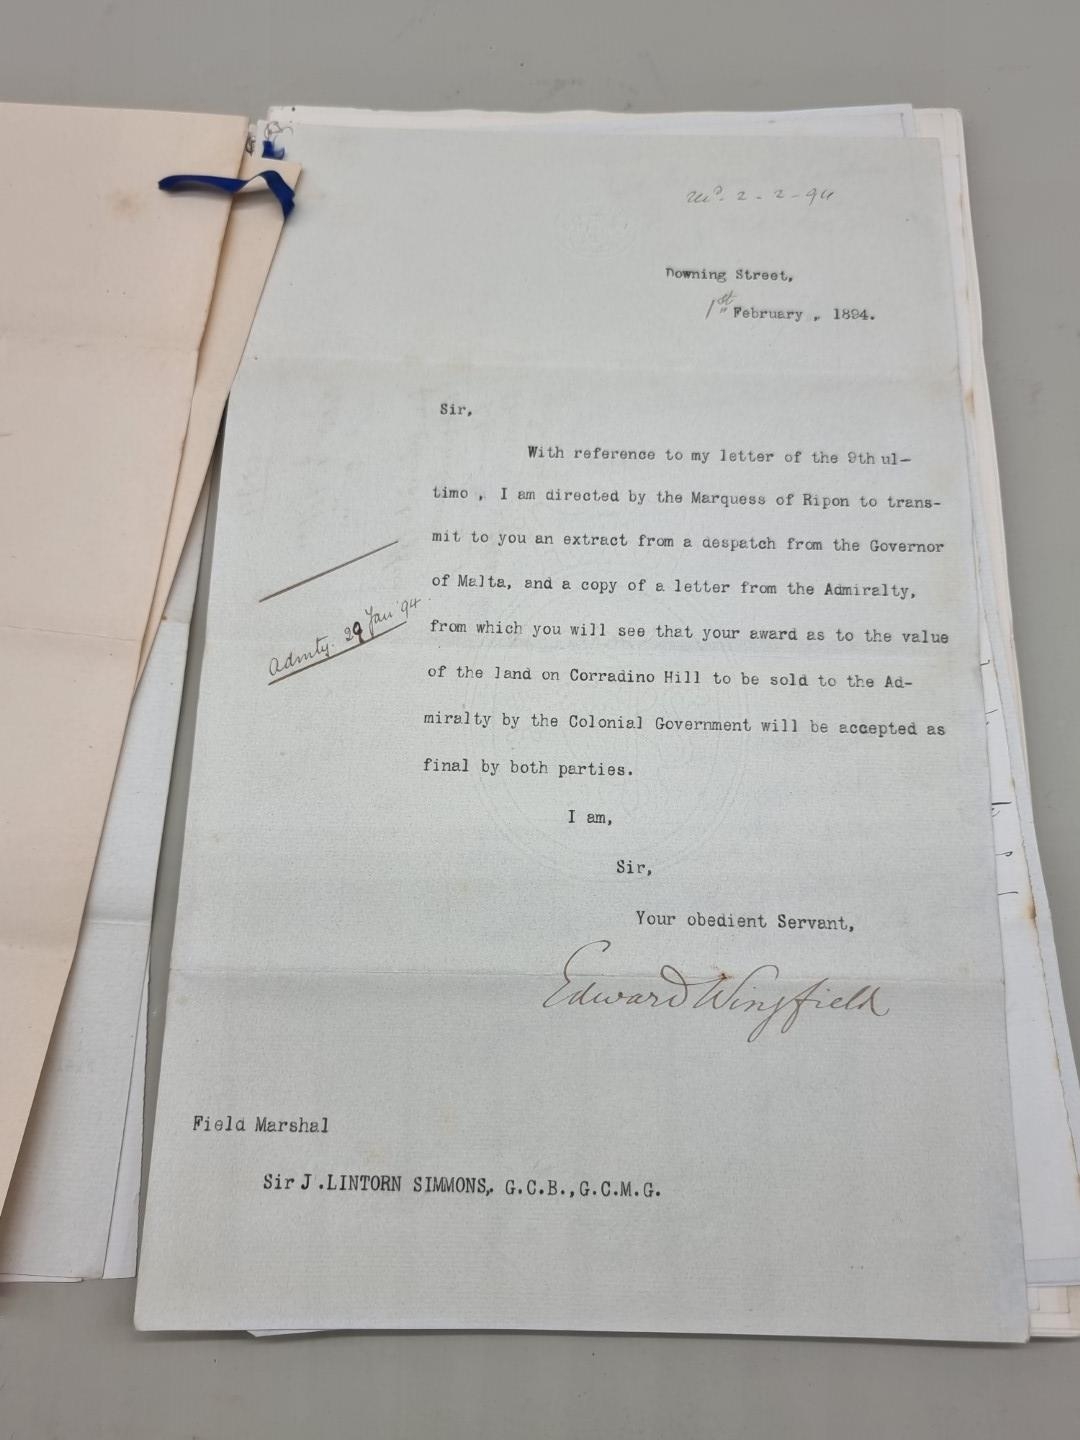 2-2-94
Downing Street,
1st February, 1894.
Sir,
With reference to my letter of the 9th ul-
timo, I am directed by the Marquess of Ripon to trans-
mit to you an extract from a despatch from the Governor
of Malta, and a copy of a letter from the Admiralty,
Admty. 29 Jan '94
from which you will see that your award as to the value
of the land on Corradino Hill to be sold to the Ad-
miralty by the Colonial Government will be accepted as
final by both parties.
I am,
Sir,
Your obedient Servant,
Edward Wingfield
Field Marshal
Sir J.LINTORN SIMMONS, G.C.B.,G.C.M.G.